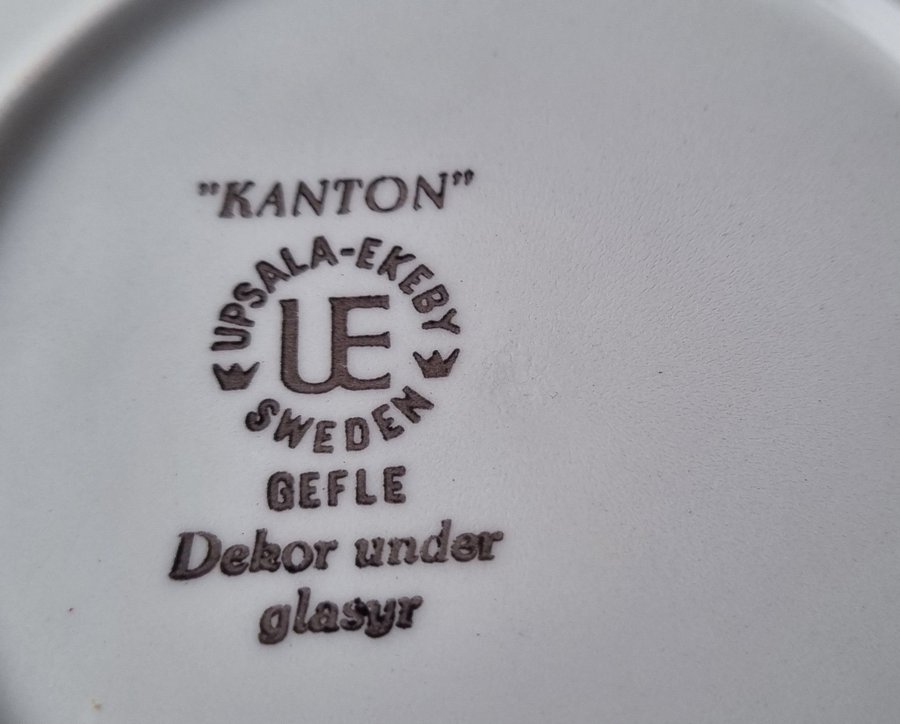 "KANTON"
UPSALA-EKEBY
UE
SWEDEN
GEFLE
Dekor under
glasyr